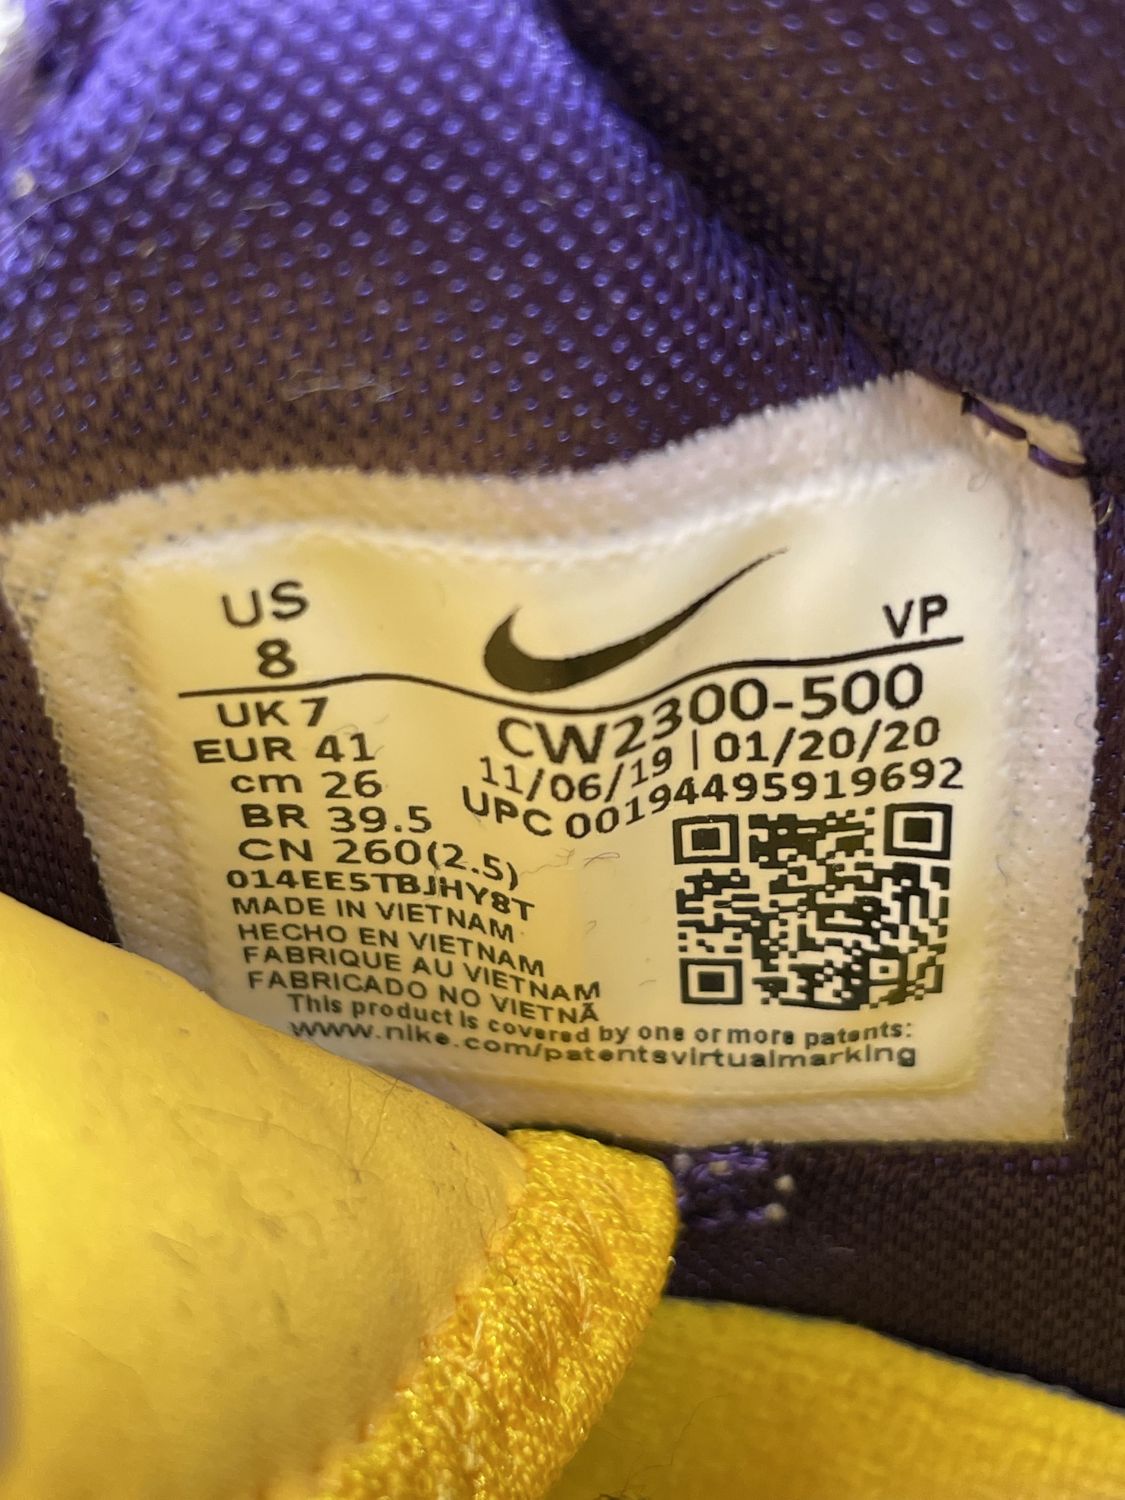 US
8
VP
UK 7
EUR 41
cm 26
BR 39.5
CN 260(2.5)
CW2300-500
11/06/19 | 01/20/20
UPC 00194495919692
014EE5TBJHY8T
MADE IN VIETNAM
HECHO EN VIETNAM
FABRIQUE AU VIETNAM
FABRICADO NO VIETNÃ
This product is covered by one or more patents:
www.nike.com/patentsvirtualmarking